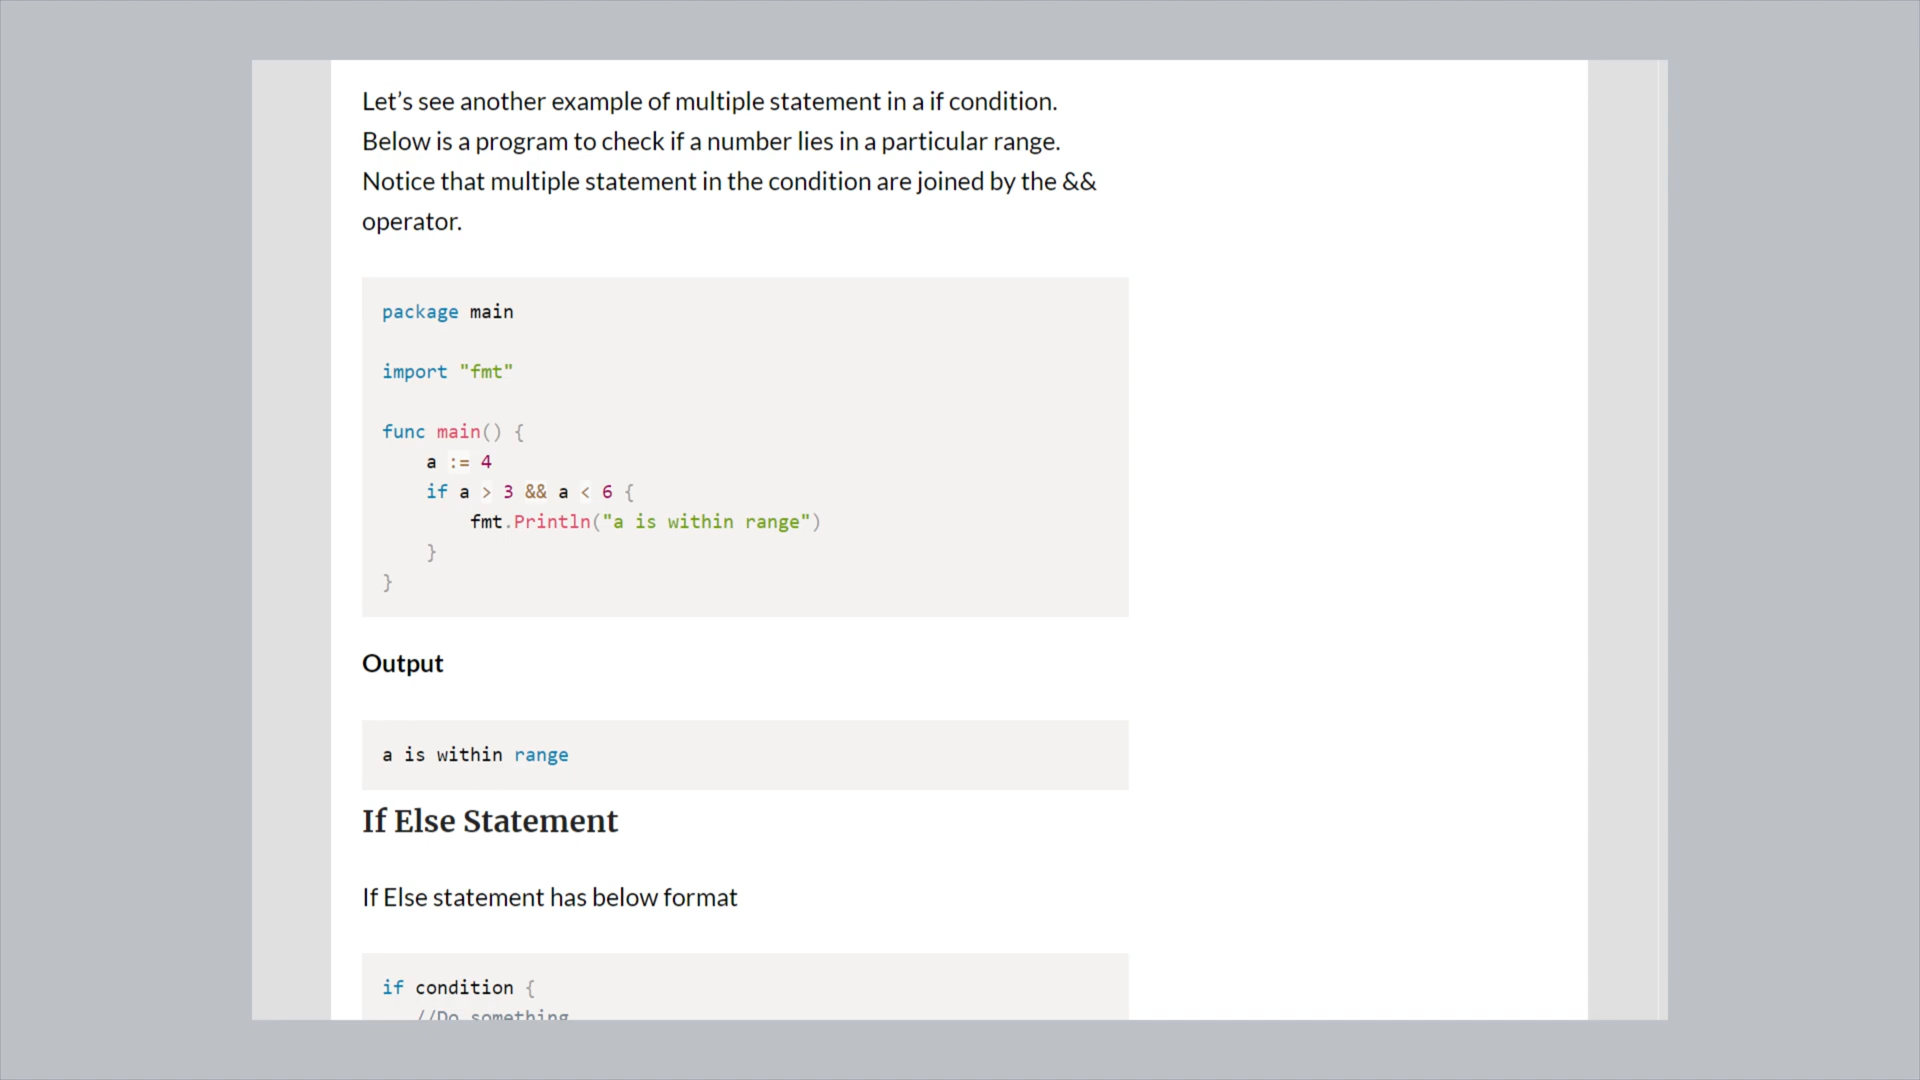 Let’s see another example of multiple statement in a if condition.
Below is a program to check if a number lies in a particular range.
Notice that multiple statement in the condition are joined by the &&
operator.
package main
import "fmt"
func main() {
    a := 4
    if a > 3 && a < 6 {
        fmt.Println("a is within range")
    }
}
Output
a is within range
If Else Statement
If Else statement has below format
if condition {
   //Do something